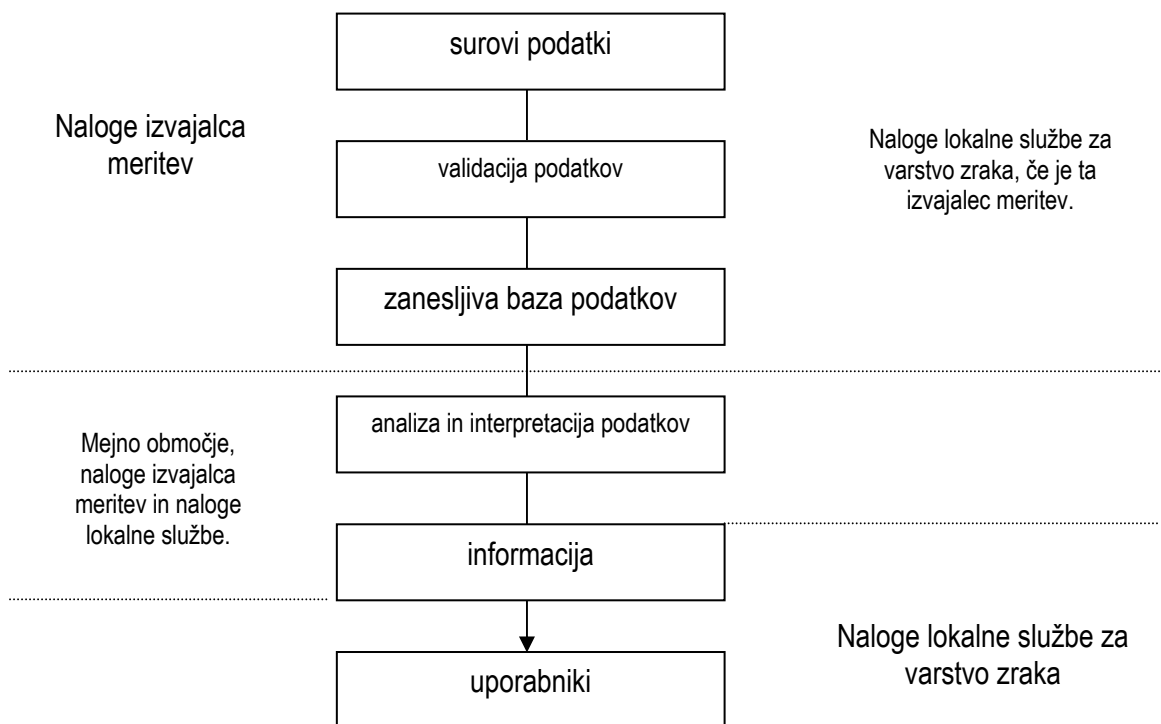 surovi podatki
Naloge izvajalca
meritev
validacija podatkov
Naloge lokalne službe za
varstvo zraka, če je ta
izvajalec meritev.
zanesljiva baza podatkov
analiza in interpretacija podatkov
Mejno območje,
naloge izvajalca
meritev in naloge
lokalne službe.
informacija
Naloge lokalne službe za
varstvo zraka
uporabniki